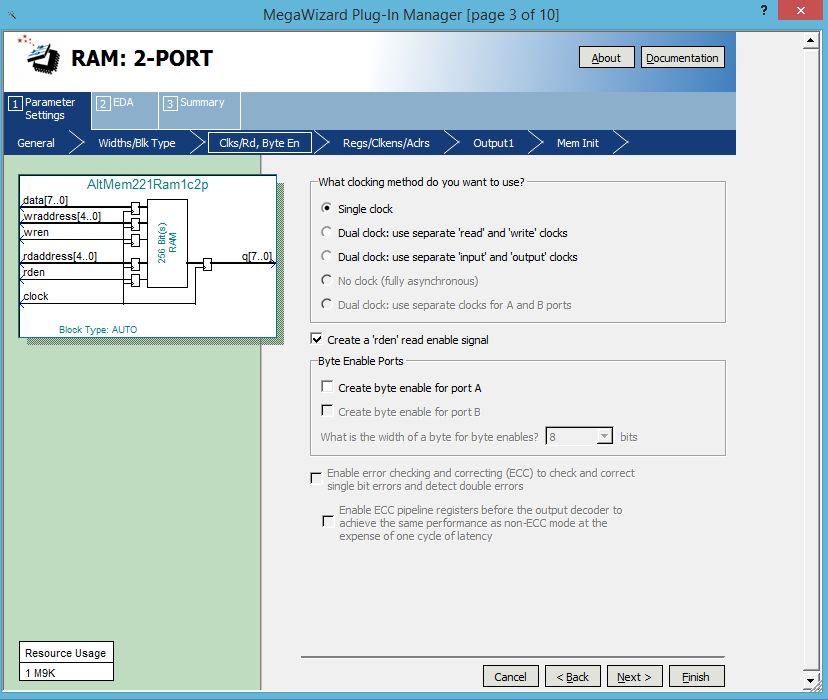 MegaWizard Plug-In Manager [page 3 of 10]
?
RAM: 2-PORT
About
Documentation
1 Parameter
Settings
2 EDA
3 Summary
General
Widths/Blk Type
Clks/Rd, Byte En
Regs/Clkens/Aclrs
Output1
Mem Init
AltMem221Ram1c2p
data[7..0]
wraddress[4..0]
wren
rdaddress[4..0]
rden
clock
256 Bit(s)
RAM
q[7..0]
Block Type: AUTO
What clocking method do you want to use?
Single clock
Dual clock: use separate 'read' and 'write' clocks
Dual clock: use separate 'input' and 'output' clocks
No clock (fully asynchronous)
Dual clock: use separate clocks for A and B ports
Create a 'rden' read enable signal
Byte Enable Ports
Create byte enable for port A
Create byte enable for port B
What is the width of a byte for byte enables? 8 bits
Enable error checking and correcting (ECC) to check and correct
single bit errors and detect double errors
Enable ECC pipeline registers before the output decoder to
achieve the same performance as non-ECC mode at the
expense of one cycle of latency
Resource Usage
1 M9K
Cancel
< Back
Next >
Finish